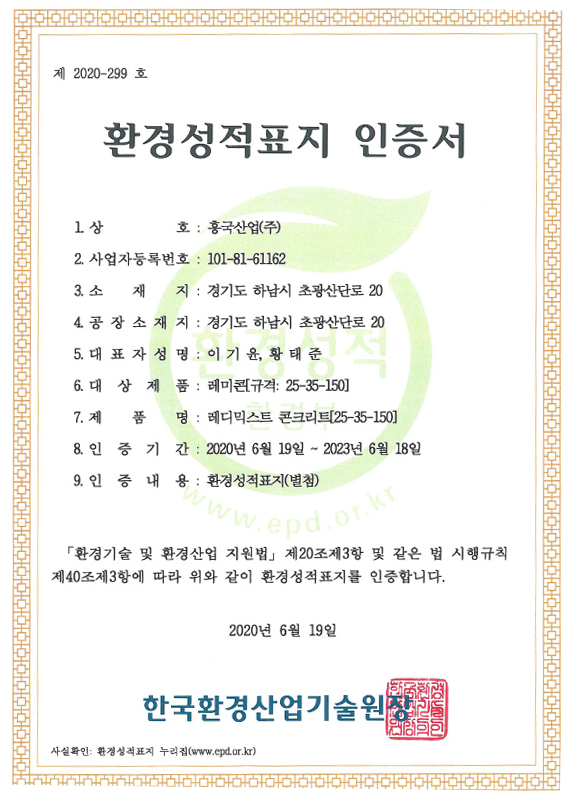 제 2020-299 호
환경성적표지 인증서
1. 상 호 : 흥국산업(주)
2. 사업자등록번호 : 101-81-61162
3. 소 재 지 : 경기도 하남시 초광산단로 20
4. 공 장 소 재 지 : 경기도 하남시 초광산단로 20
5. 대 표 자 성 명 : 이 기 윤, 황 태 준
6. 대 상 제 품 : 레미콘[규격: 25-35-150]
7. 제 품 명 : 레디믹스트 콘크리트[25-35-150]
8. 인 증 기 간 : 2020년 6월 19일 ~ 2023년 6월 18일
9. 인 증 내 용 : 환경성적표지(별첨)
환경성적
환경부
www.epd.or.kr
「환경기술 및 환경산업 지원법」 제20조제3항 및 같은 법 시행규칙
제40조제3항에 따라 위와 같이 환경성적표지를 인증합니다.
2020년 6월 19일
한국환경산업기술원장
사실확인: 환경성적표지 누리집(www.epd.or.kr)